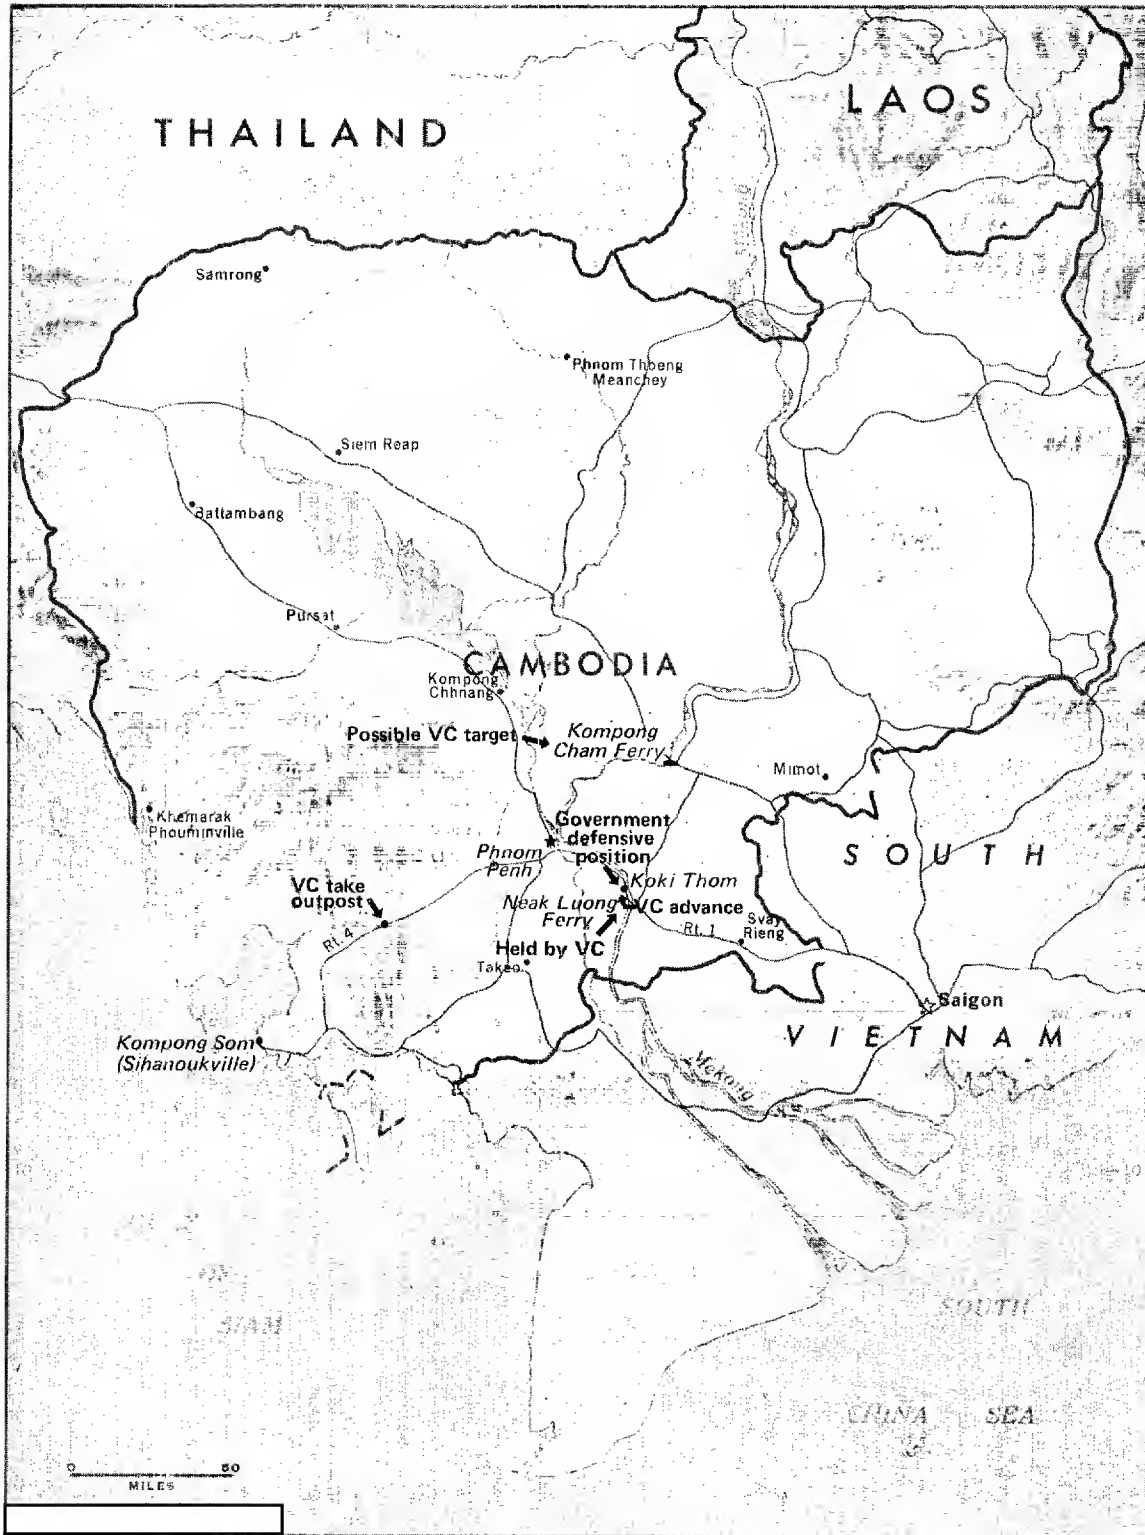 THAILAND
LAOS
Samrong
Phnom Thbeng
Meanchey
Siem Reap
Battambang
Pursat
CAMBODIA
Kompong
Chhnang
Possible VC target
Kompong
Cham Ferry
Mimot
Khemarak
Phouminville
Government
defensive
position
Phnom
Penh
SOUTH
Koki Thom
VC take
outpost
Neak Luong
Ferry
VC advance
Rt. 4
Rt. 1
Svay
Rieng
Held by VC
Takeo
Saigon
Kompong Som
(Sihanoukville)
VIETNAM
Mekong
SIAM
SOUTH
CHINA SEA
0 50
MILES